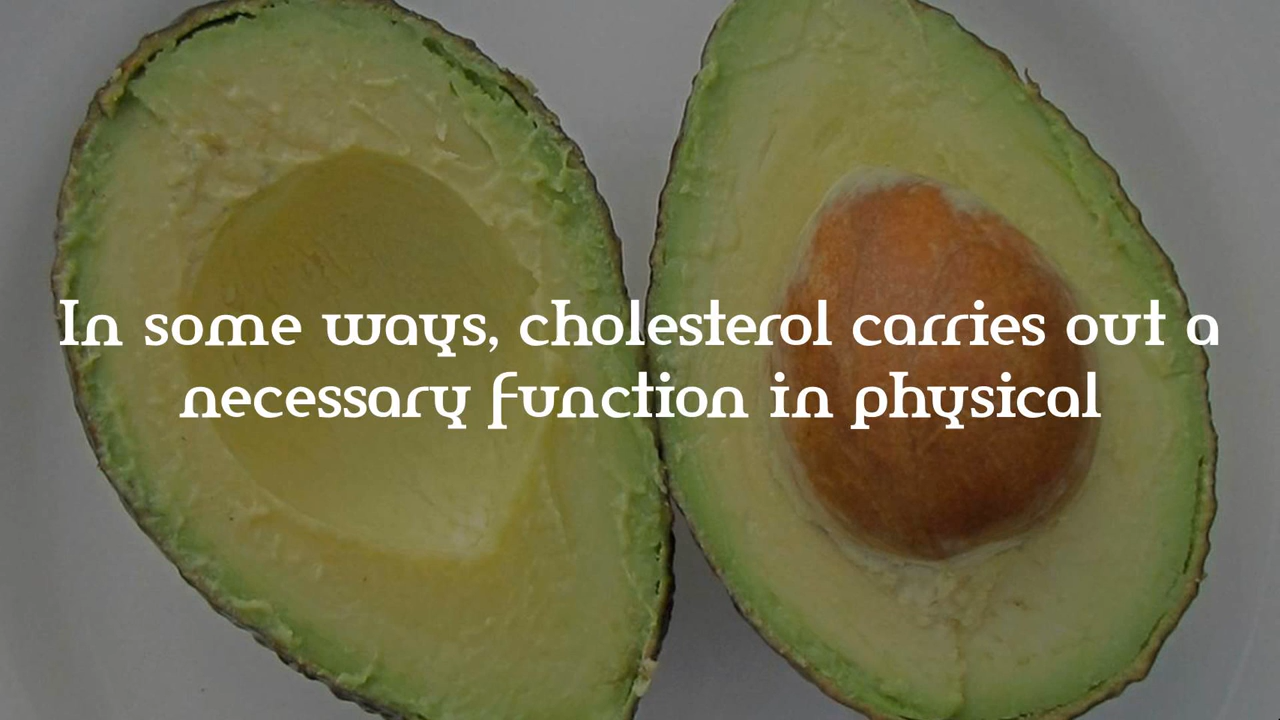 In some ways, cholesterol carries out a
necessary function in physical